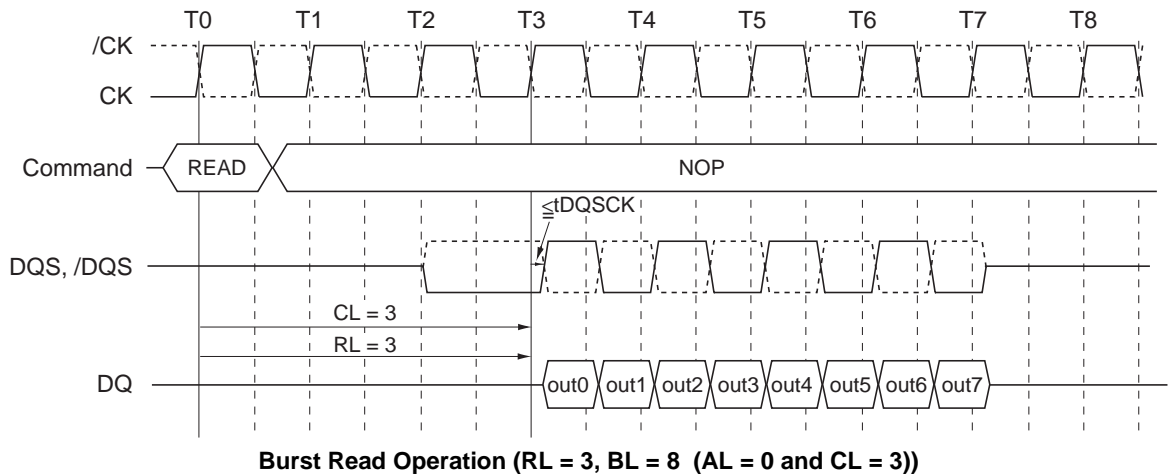 T0 T1 T2 T3 T4 T5 T6 T7 T8
/CK
CK
Command READ NOP
≦tDQSCK
DQS, /DQS
CL = 3
RL = 3
DQ out0 out1 out2 out3 out4 out5 out6 out7
Burst Read Operation (RL = 3, BL = 8 (AL = 0 and CL = 3))